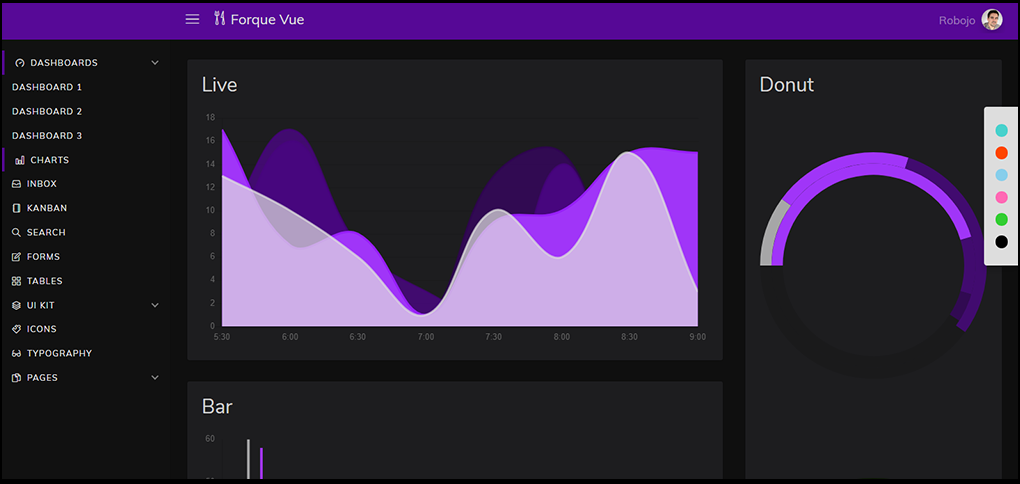 Forque Vue
Robojo
DASHBOARDS
DASHBOARD 1
DASHBOARD 2
DASHBOARD 3
CHARTS
INBOX
KANBAN
SEARCH
FORMS
TABLES
UI KIT
ICONS
TYPOGRAPHY
PAGES
Live
18
16
14
12
10
8
6
4
2
0
5:30 6:00 6:30 7:00 7:30 8:00 8:30 9:00
Donut
Bar
60